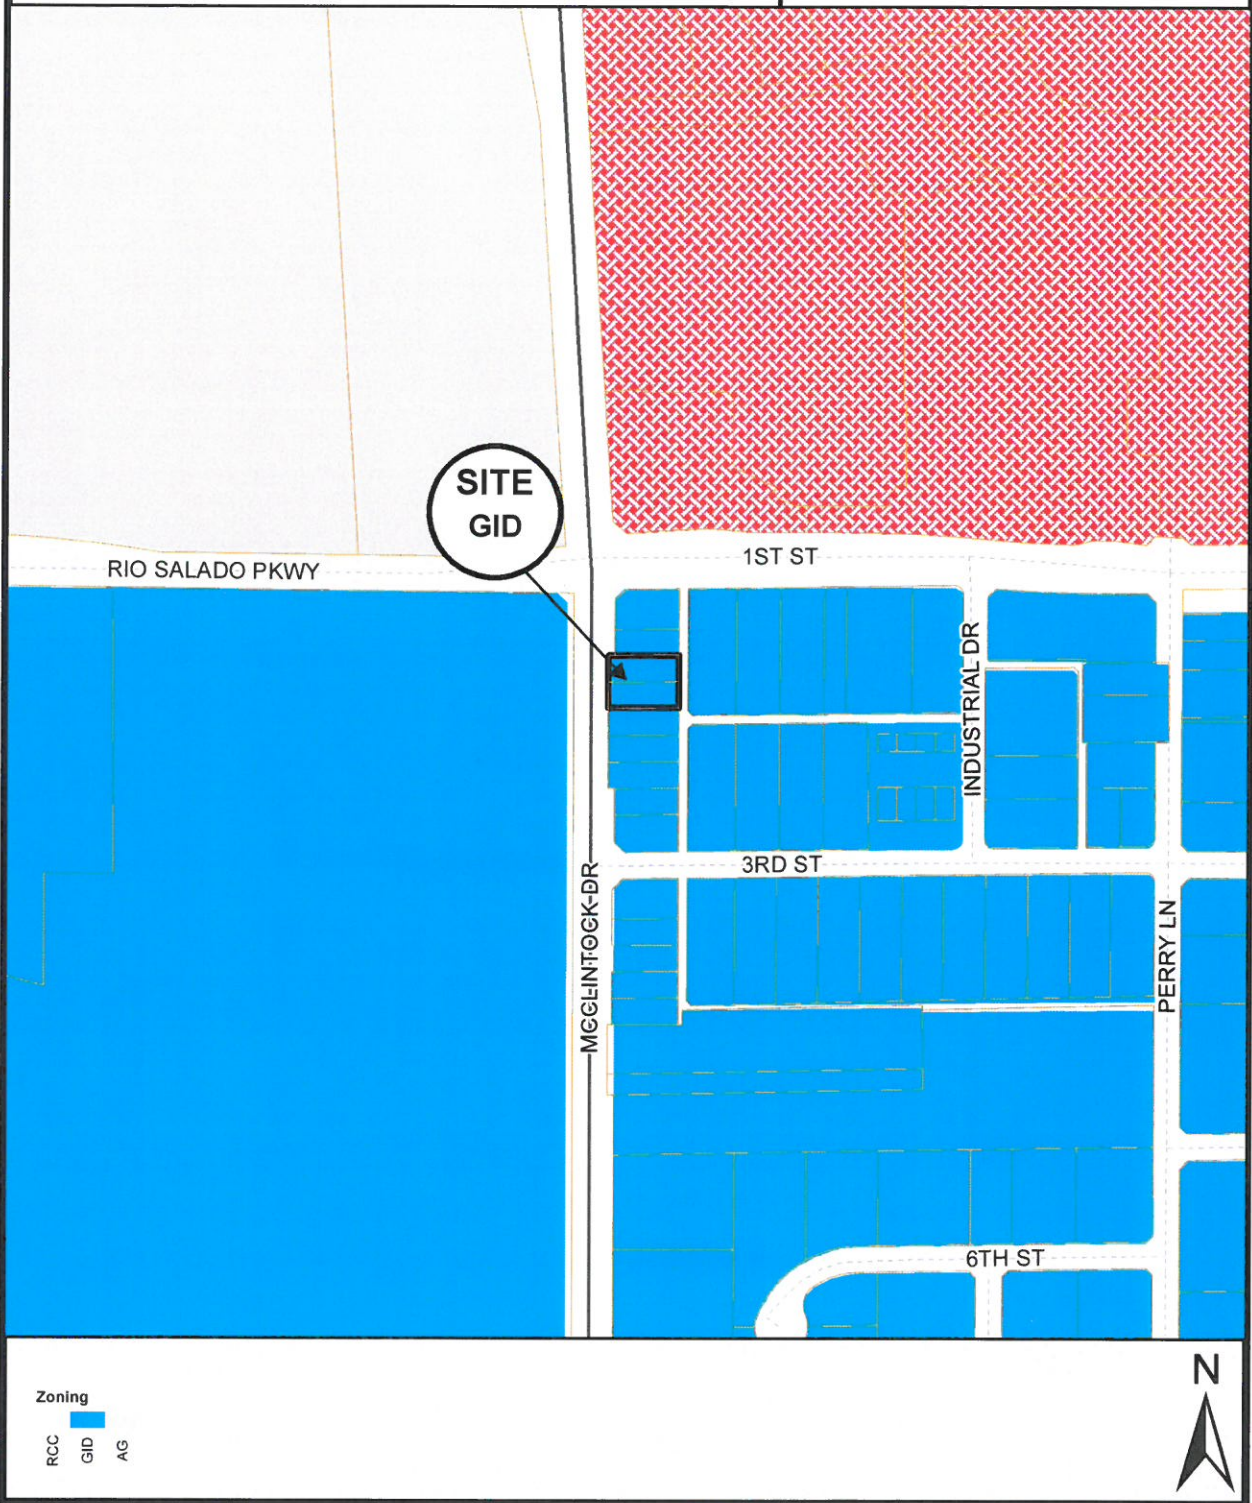 SITE
GID
1ST ST
RIO SALADO PKWY
INDUSTRIAL DR
3RD ST
MCCLINTOCK DR
PERRY LN
6TH ST
N
Zoning
RCC
GID
AG